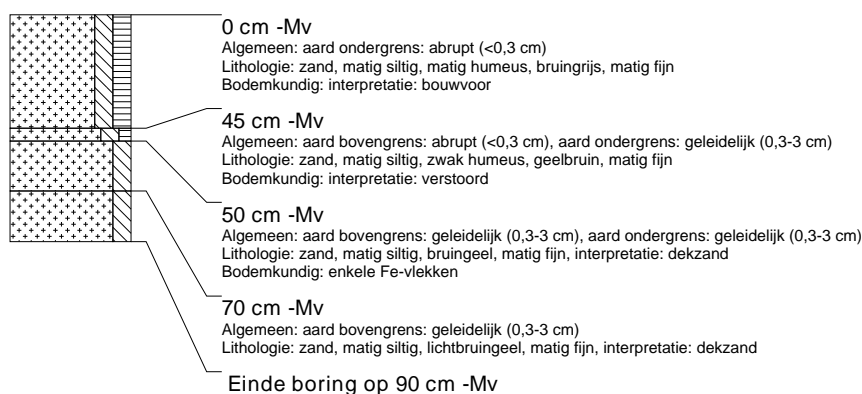 0 cm -Mv
Algemeen: aard ondergrens: abrupt (<0,3 cm)
Lithologie: zand, matig siltig, matig humeus, bruingrijs, matig fijn
Bodemkundig: interpretatie: bouwvoor
45 cm -Mv
Algemeen: aard bovengrens: abrupt (<0,3 cm), aard ondergrens: geleidelijk (0,3-3 cm)
Lithologie: zand, matig siltig, zwak humeus, geelbruin, matig fijn
Bodemkundig: interpretatie: verstoord
50 cm -Mv
Algemeen: aard bovengrens: geleidelijk (0,3-3 cm), aard ondergrens: geleidelijk (0,3-3 cm)
Lithologie: zand, matig siltig, bruingeel, matig fijn, interpretatie: dekzand
Bodemkundig: enkele Fe-vlekken
70 cm -Mv
Algemeen: aard bovengrens: geleidelijk (0,3-3 cm)
Lithologie: zand, matig siltig, lichtbruingeel, matig fijn, interpretatie: dekzand
Einde boring op 90 cm -Mv